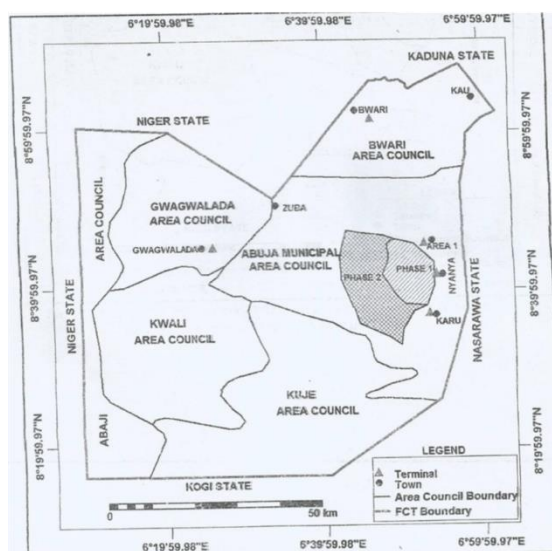 6°19'59.98"E 6°39'59.98"E 6°59'59.97"E
KADUNA STATE
KAU
BWARI
NIGER STATE
8°59'59.97"N
8°59'59.97"N
BWARI
AREA COUNCIL
GWAGWALADA
AREA COUNCIL
ZUBA
AREA COUNCIL
AREA 1
GWAGWALADA
ABUJA MUNICIPAL
AREA COUNCIL
PHASE 1
PHASE 2
NYANYA
8°39'59.97"N
8°39'59.97"N
NIGER STATE
NASARAWA STATE
KARU
KWALI
AREA COUNCIL
KUJE
AREA COUNCIL
ABAJI
8°19'59.97"N
8°19'59.97"N
LEGEND
Terminal
Town
Area Council Boundary
FCT Boundary
KOGI STATE
0 50 km
6°19'59.98"E 6°39'59.98"E 6°59'59.97"E